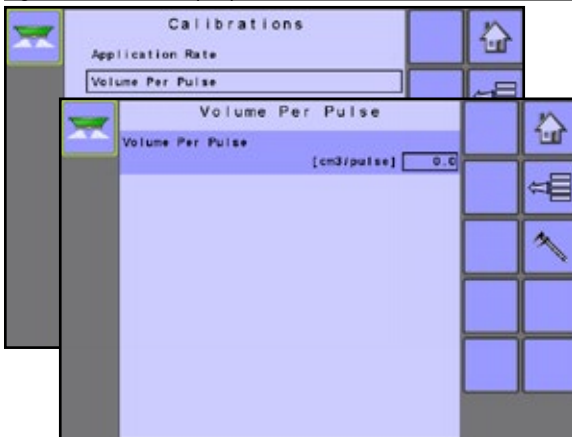 Calibrations
Application Rate
Volume Per Pulse
Volume Per Pulse
Volume Per Pulse
[cm3/pulse] 0.0